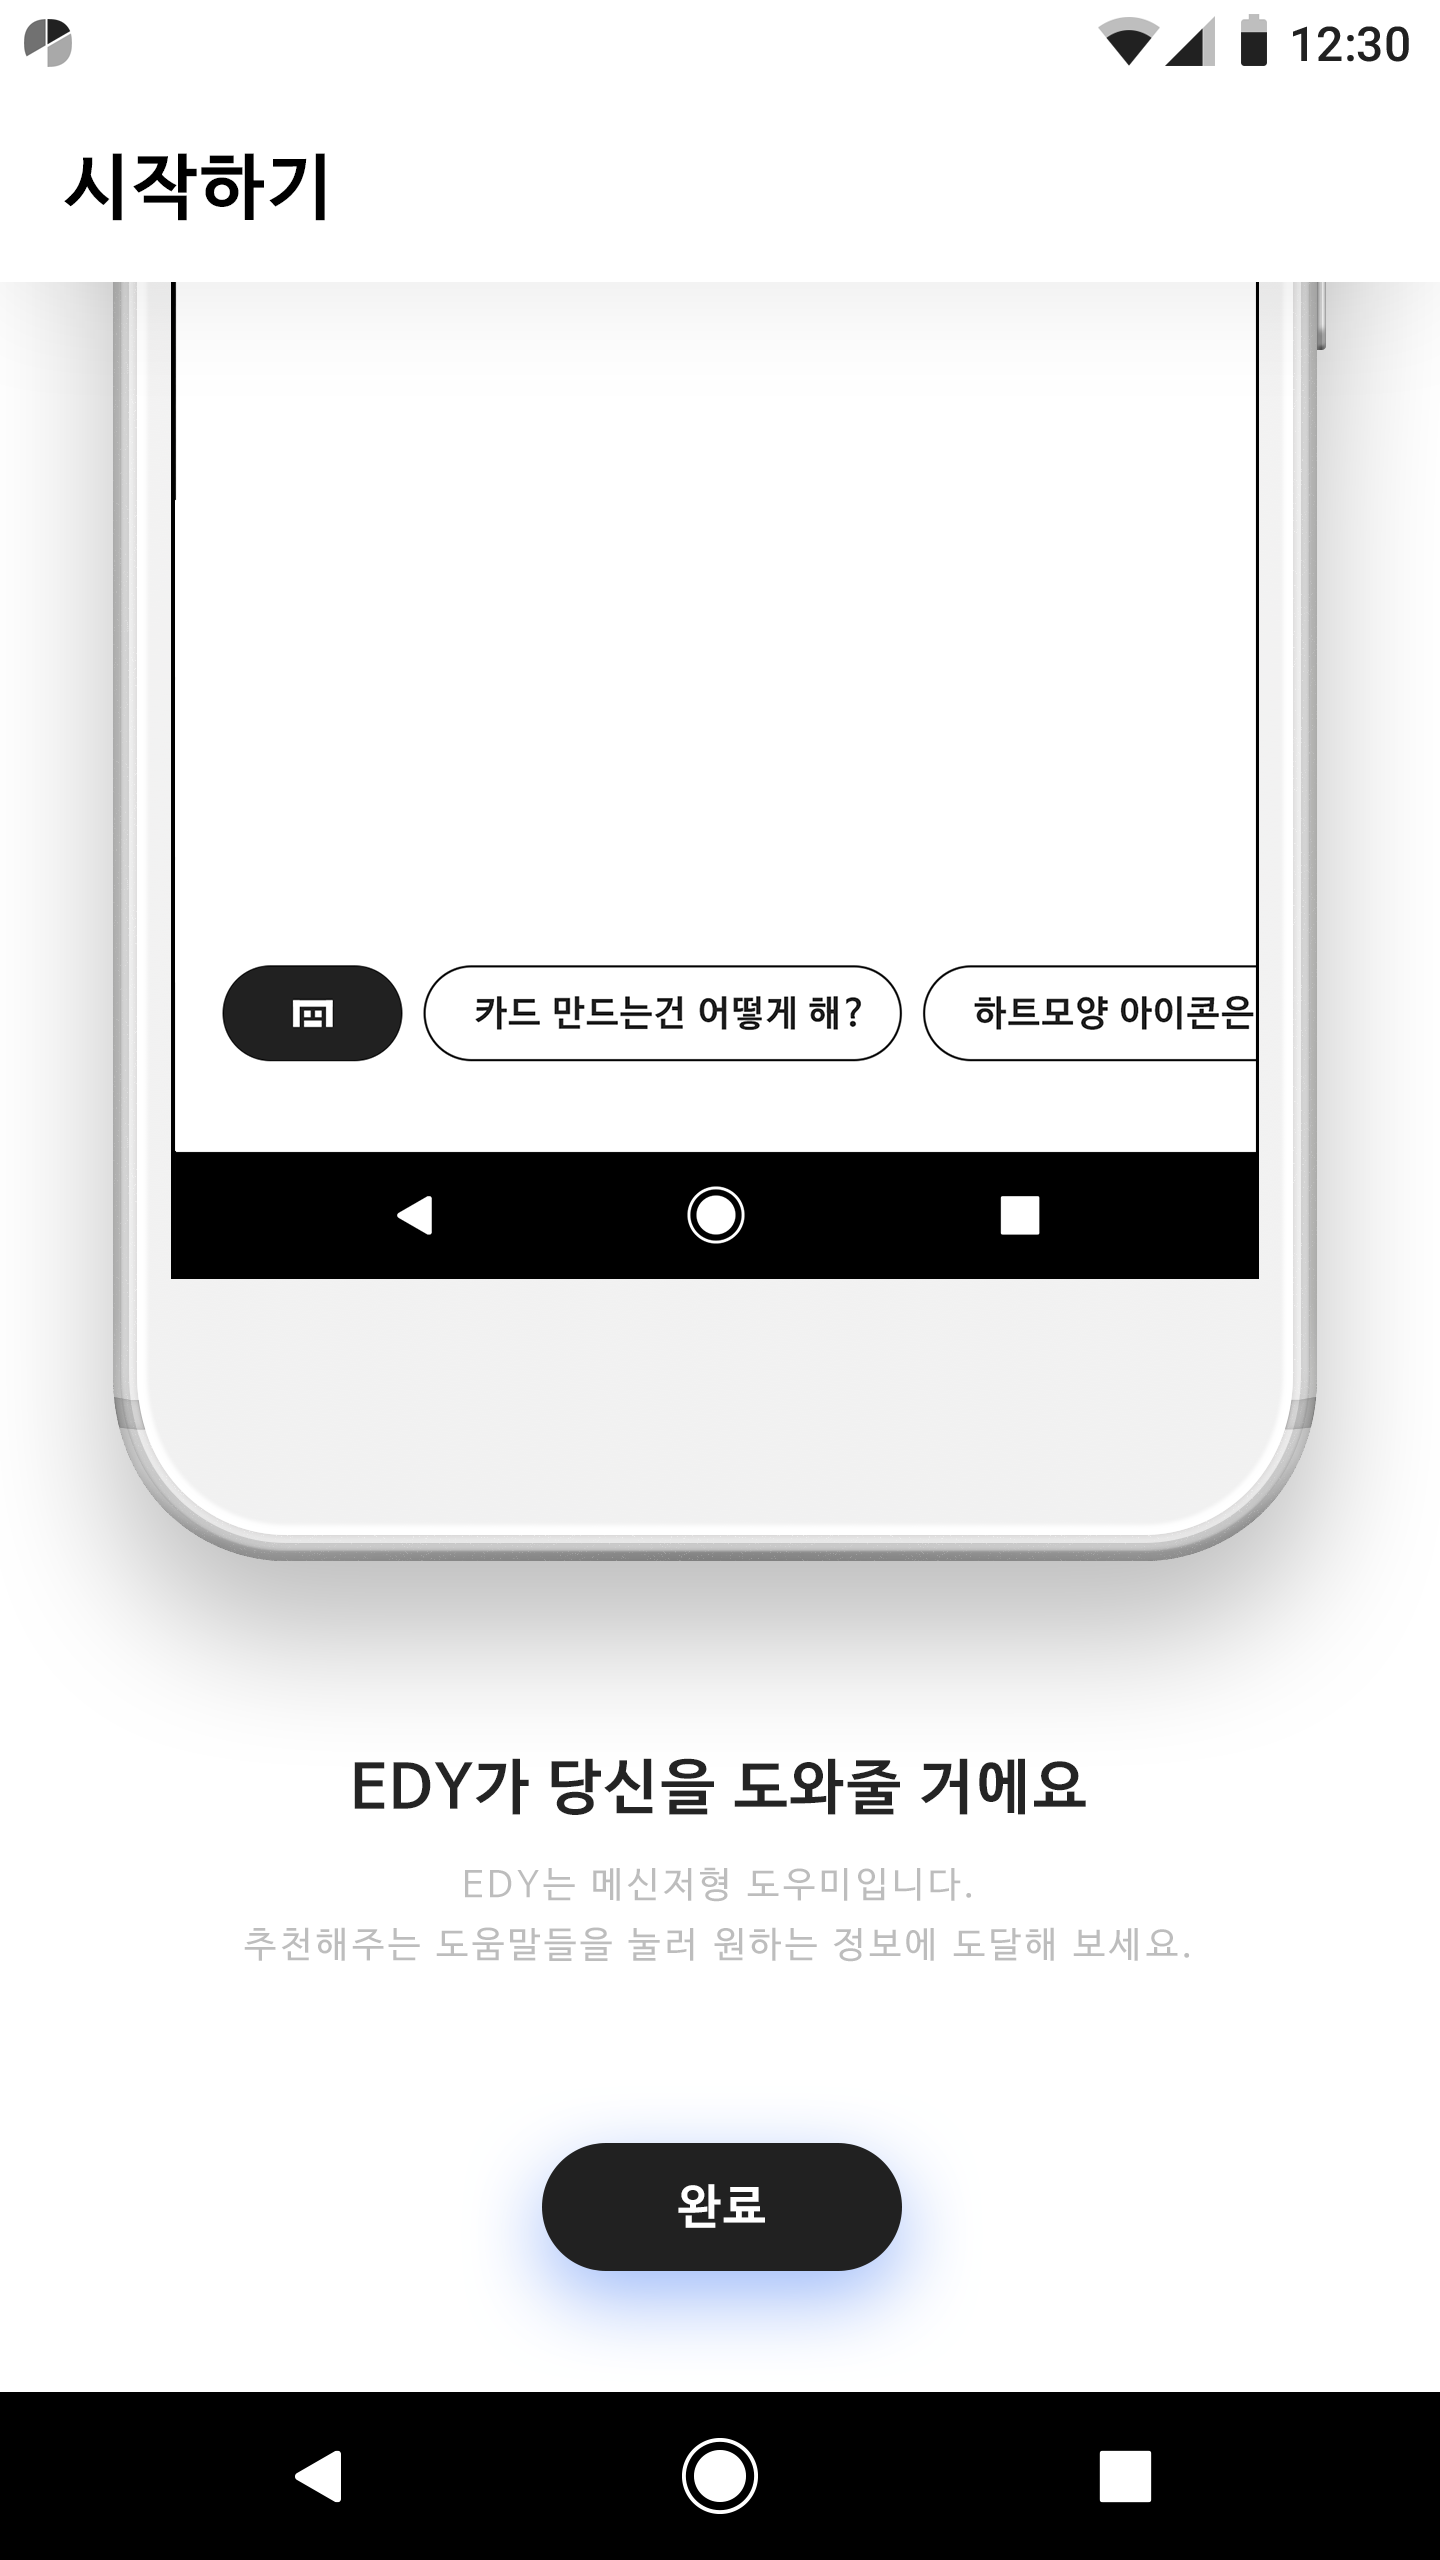 12:30
시작하기
카드 만드는건 어떻게 해?
하트모양 아이콘은
EDY가 당신을 도와줄 거에요
EDY는 메신저형 도우미입니다.
추천해주는 도움말들을 눌러 원하는 정보에 도달해 보세요.
완료